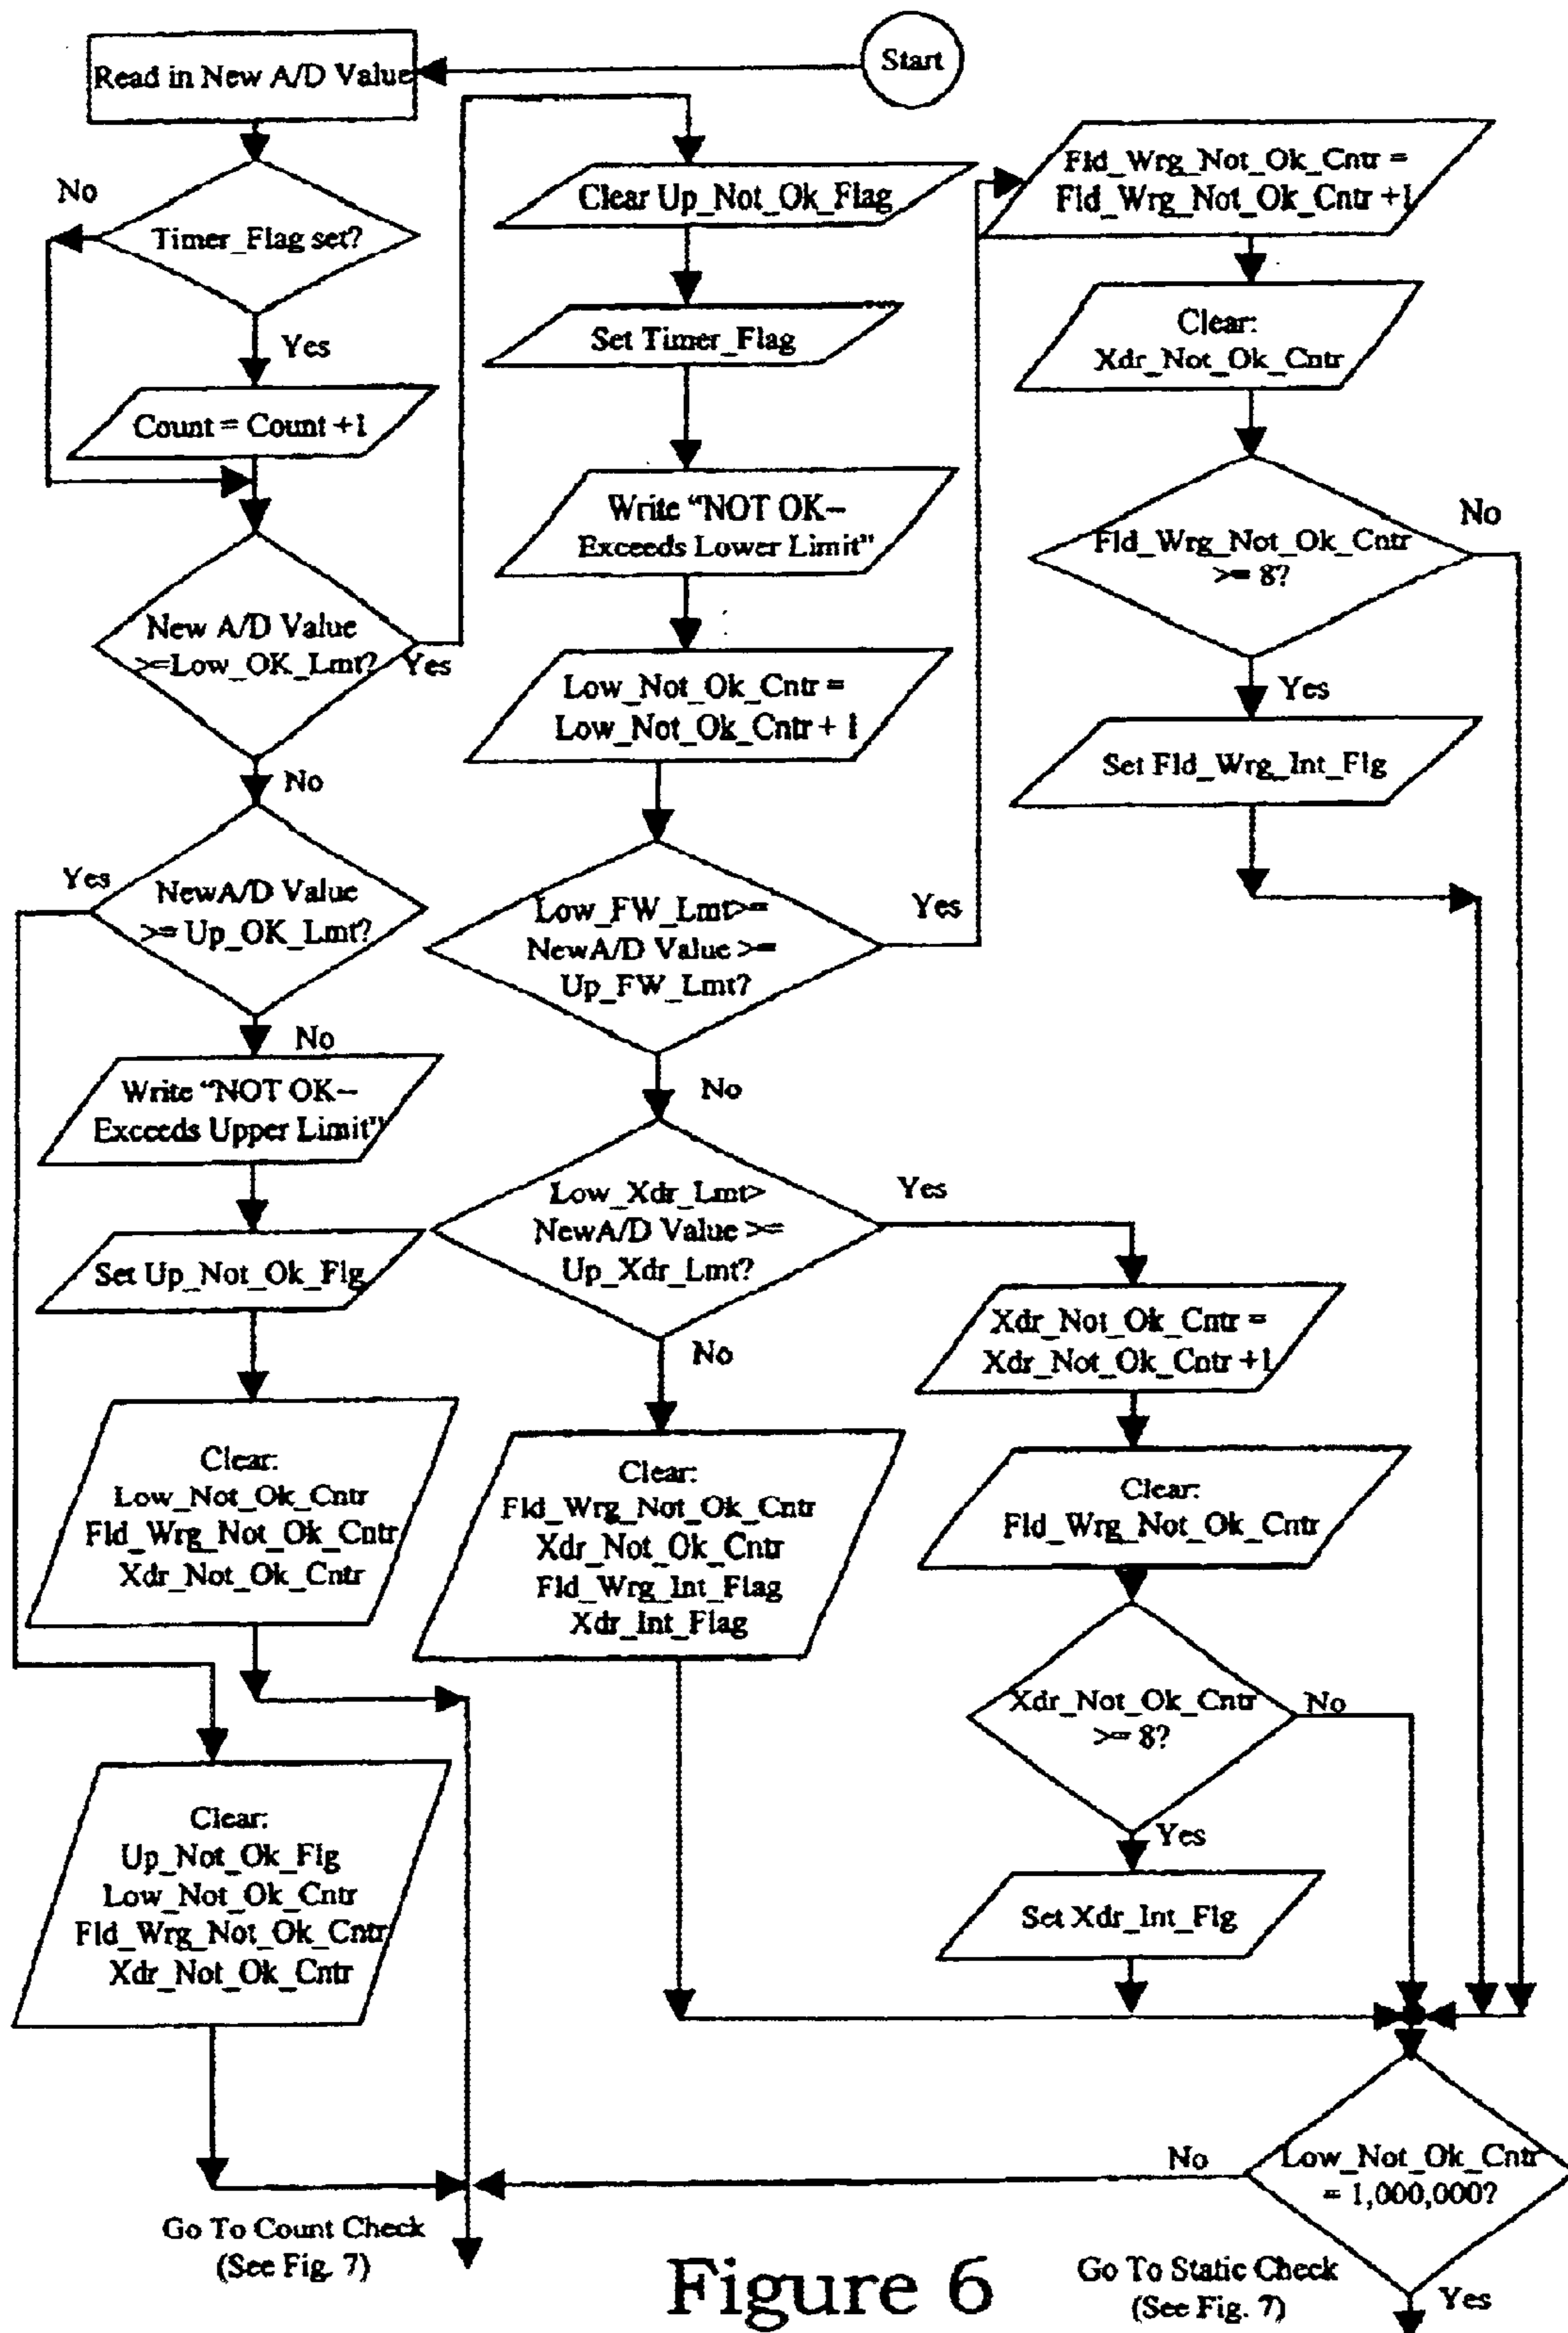 Start
Read in New A/D Value
No
Timer_Flag set?
Yes
Count = Count +1
New A/D Value
>=Low_OK_Lmt?
Yes
No
Yes
NewA/D Value
>= Up_OK_Lmt?
No
Write "NOT OK--
Exceeds Upper Limit"
Set Up_Not_Ok_Flg
Clear:
Low_Not_Ok_Cntr
Fld_Wrg_Not_Ok_Cntr
Xdr_Not_Ok_Cntr
Clear:
Up_Not_Ok_Flg
Low_Not_Ok_Cntr
Fld_Wrg_Not_Ok_Cntr
Xdr_Not_Ok_Cntr
Go To Count Check
(See Fig. 7)
Clear Up_Not_Ok_Flag
Set Timer_Flag
Write "NOT OK--
Exceeds Lower Limit"
Low_Not_Ok_Cntr =
Low_Not_Ok_Cntr + 1
Low_FW_Lmt>=
NewA/D Value >=
Up_FW_Lmt?
Yes
No
Low_Xdr_Lmt>
NewA/D Value >=
Up_Xdr_Lmt?
Yes
No
Clear:
Fld_Wrg_Not_Ok_Cntr
Xdr_Not_Ok_Cntr
Fld_Wrg_Int_Flag
Xdr_Int_Flag
Fld_Wrg_Not_Ok_Cntr =
Fld_Wrg_Not_Ok_Cntr +1
Clear:
Xdr_Not_Ok_Cntr
Fld_Wrg_Not_Ok_Cntr
>= 8?
No
Yes
Set Fld_Wrg_Int_Flg
Xdr_Not_Ok_Cntr =
Xdr_Not_Ok_Cntr +1
Clear:
Fld_Wrg_Not_Ok_Cntr
Xdr_Not_Ok_Cntr
>= 8?
No
Yes
Set Xdr_Int_Flg
Low_Not_Ok_Cntr
= 1,000,000?
No
Yes
Go To Static Check
(See Fig. 7)
Figure 6